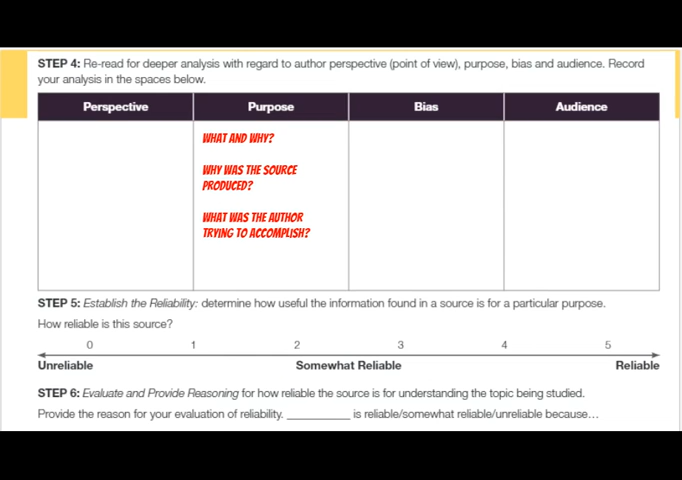 STEP 4: Re-read for deeper analysis with regard to author perspective (point of view), purpose, bias and audience. Record
your analysis in the spaces below.
Perspective Purpose Bias Audience
WHAT AND WHY?
WHY WAS THE SOURCE
PRODUCED?
WHAT WAS THE AUTHOR
TRYING TO ACCOMPLISH?
STEP 5: Establish the Reliability: determine how useful the information found in a source is for a particular purpose.
How reliable is this source?
0 1 2 3 4 5
Unreliable Somewhat Reliable Reliable
STEP 6: Evaluate and Provide Reasoning for how reliable the source is for understanding the topic being studied.
Provide the reason for your evaluation of reliability. __________ is reliable/somewhat reliable/unreliable because…